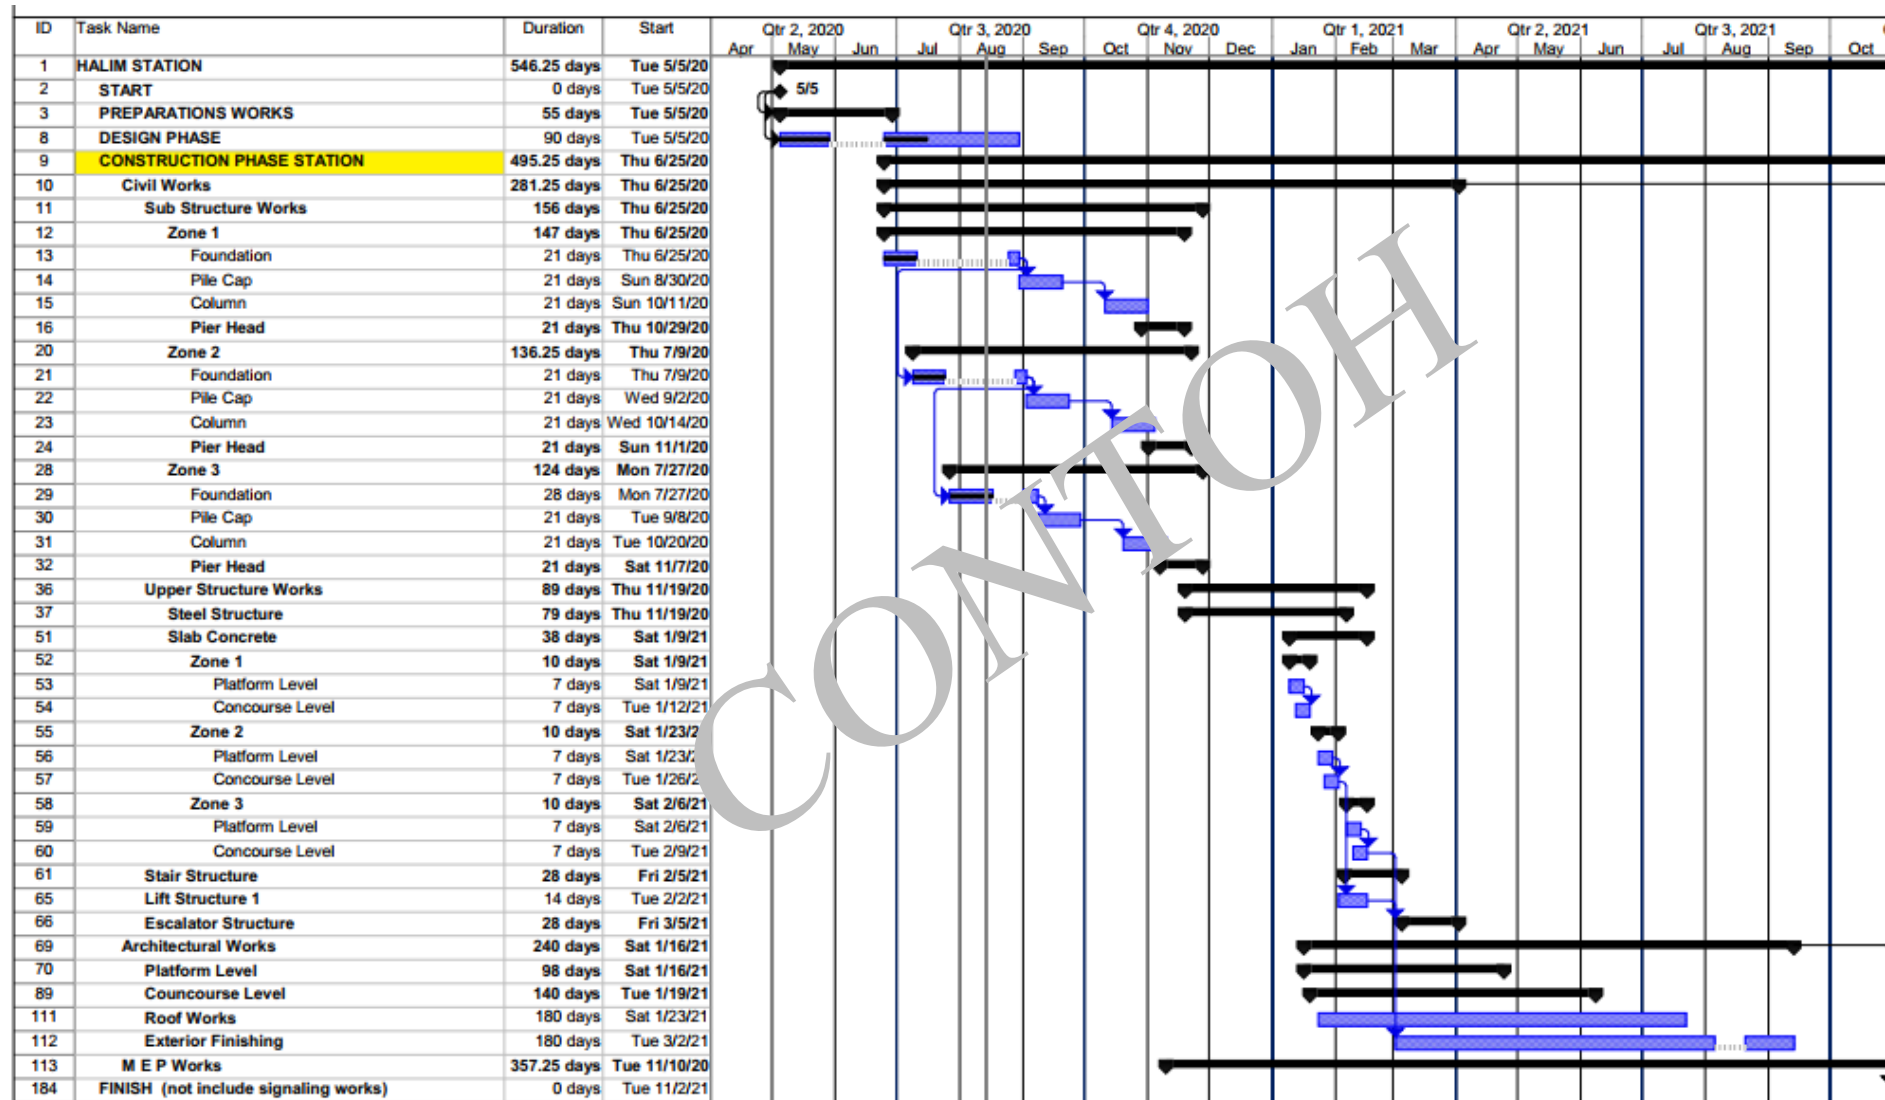 ID Task Name Duration Start Qtr 2, 2020 Qtr 3, 2020 Qtr 4, 2020 Qtr 1, 2021 Qtr 2, 2021 Qtr 3, 2021
Apr May Jun Jul Aug Sep Oct Nov Dec Jan Feb Mar Apr May Jun Jul Aug Sep Oct
1 HALIM STATION 546.25 days Tue 5/5/20
2 START 0 days Tue 5/5/20 5/5
3 PREPARATIONS WORKS 55 days Tue 5/5/20
8 DESIGN PHASE 90 days Tue 5/5/20
9 CONSTRUCTION PHASE STATION 495.25 days Thu 6/25/20
10 Civil Works 281.25 days Thu 6/25/20
11 Sub Structure Works 156 days Thu 6/25/20
12 Zone 1 147 days Thu 6/25/20
13 Foundation 21 days Thu 6/25/20
14 Pile Cap 21 days Sun 8/30/20
15 Column 21 days Sun 10/11/20
16 Pier Head 21 days Thu 10/29/20
20 Zone 2 136.25 days Thu 7/9/20
21 Foundation 21 days Thu 7/9/20
22 Pile Cap 21 days Wed 9/2/20
23 Column 21 days Wed 10/14/20
24 Pier Head 21 days Sun 11/1/20
28 Zone 3 124 days Mon 7/27/20
29 Foundation 28 days Mon 7/27/20
30 Pile Cap 21 days Tue 9/8/20
31 Column 21 days Tue 10/20/20
32 Pier Head 21 days Sat 11/7/20
36 Upper Structure Works 89 days Thu 11/19/20
37 Steel Structure 79 days Thu 11/19/20
51 Slab Concrete 38 days Sat 1/9/21
52 Zone 1 10 days Sat 1/9/21
53 Platform Level 7 days Sat 1/9/21
54 Concourse Level 7 days Tue 1/12/21
55 Zone 2 10 days Sat 1/23/2
56 Platform Level 7 days Sat 1/23/
57 Concourse Level 7 days Tue 1/26/2
58 Zone 3 10 days Sat 2/6/21
59 Platform Level 7 days Sat 2/6/21
60 Concourse Level 7 days Tue 2/9/21
61 Stair Structure 28 days Fri 2/5/21
65 Lift Structure 1 14 days Tue 2/2/21
66 Escalator Structure 28 days Fri 3/5/21
69 Architectural Works 240 days Sat 1/16/21
70 Platform Level 98 days Sat 1/16/21
89 Councourse Level 140 days Tue 1/19/21
111 Roof Works 180 days Sat 1/23/21
112 Exterior Finishing 180 days Tue 3/2/21
113 M E P Works 357.25 days Tue 11/10/20
184 FINISH (not include signaling works) 0 days Tue 11/2/21
CONTOH